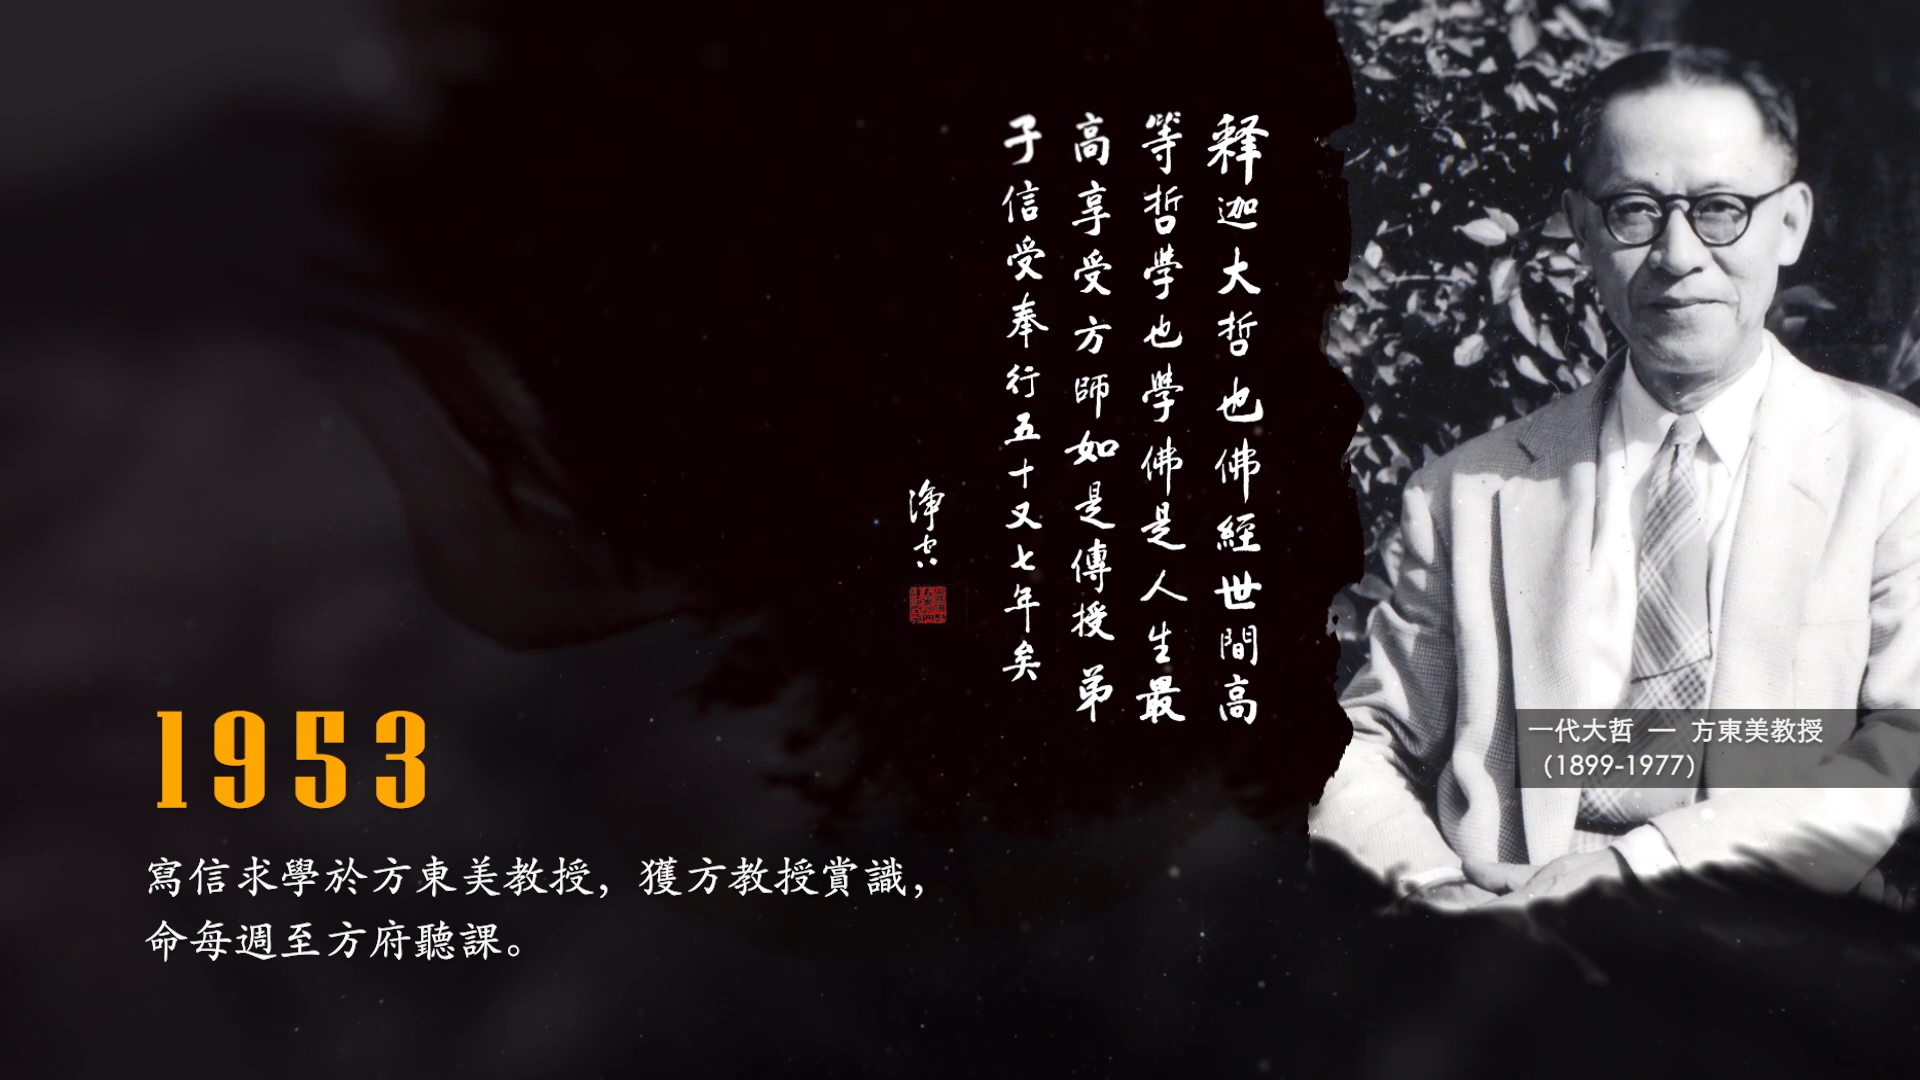 釋迦大哲也佛經世間高
等哲學也學佛是人生最
高享受方師如是傳授弟
子信受奉行五十又七年矣
淨空
一代大哲 — 方東美教授
(1899-1977)
1953
寫信求學於方東美教授，獲方教授賞識，
命每週至方府聽課。